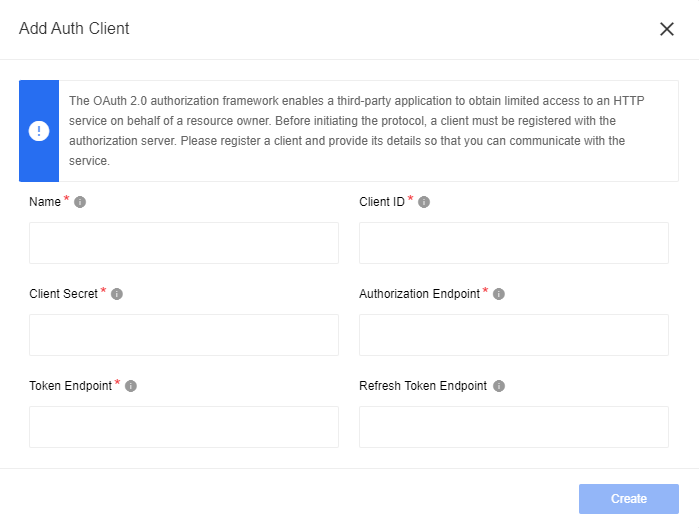 Add Auth Client
The OAuth 2.0 authorization framework enables a third-party application to obtain limited access to an HTTP
service on behalf of a resource owner. Before initiating the protocol, a client must be registered with the
authorization server. Please register a client and provide its details so that you can communicate with the
service.
Name *
Client ID *
Client Secret *
Authorization Endpoint *
Token Endpoint *
Refresh Token Endpoint
Create